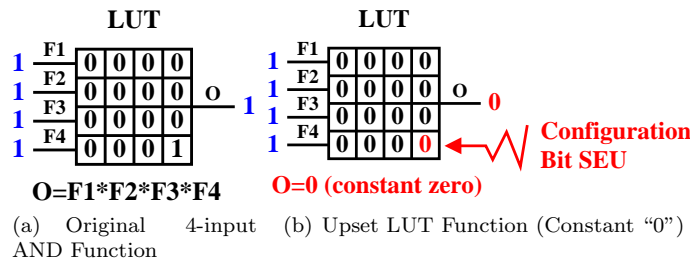 LUT
F1
F2
F3
F4
1
1
1
1
0 0 0 0
0 0 0 0
0 0 0 0
0 0 0 1
O
1
O=F1*F2*F3*F4
(a) Original 4-input
AND Function
LUT
F1
F2
F3
F4
1
1
1
1
0 0 0 0
0 0 0 0
0 0 0 0
0 0 0 0
O
0
Configuration
Bit SEU
O=0 (constant zero)
(b) Upset LUT Function (Constant “0”)